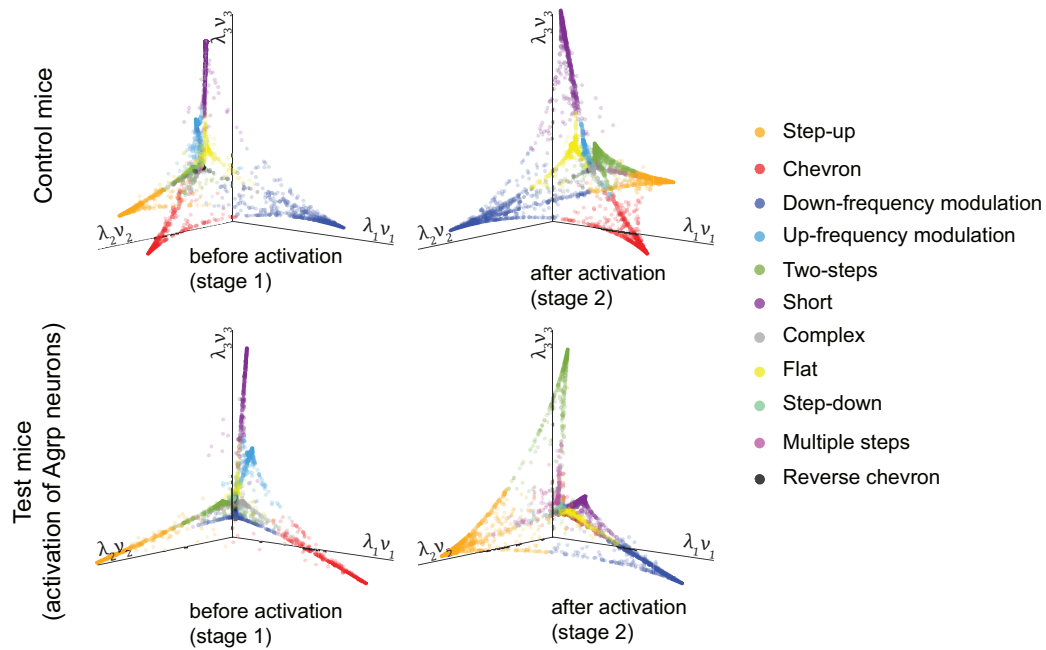 Control mice
λ3ν3
λ2ν2
λ1ν1
before activation
(stage 1)
λ3ν3
λ1ν1
after activation
(stage 2)
Test mice
(activation of Agrp neurons)
λ3ν3
λ2ν2
λ1ν1
before activation
(stage 1)
λ3ν3
λ2ν2
λ1ν1
after activation
(stage 2)
Step-up
Chevron
Down-frequency modulation
Up-frequency modulation
Two-steps
Short
Complex
Flat
Step-down
Multiple steps
Reverse chevron